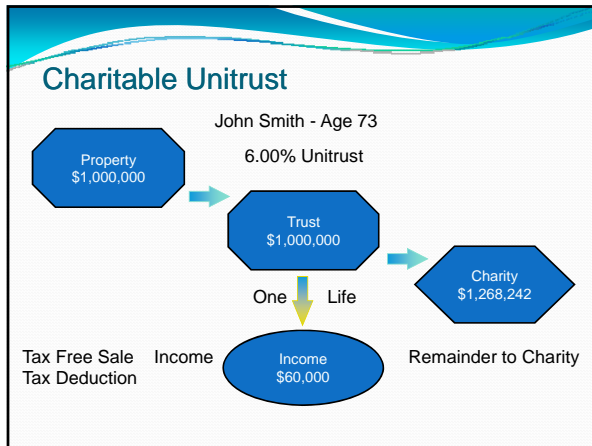 Charitable Unitrust
John Smith - Age 73
6.00% Unitrust
Property
$1,000,000
Trust
$1,000,000
Charity
$1,268,242
One Life
Tax Free Sale Income
Tax Deduction
Income
$60,000
Remainder to Charity